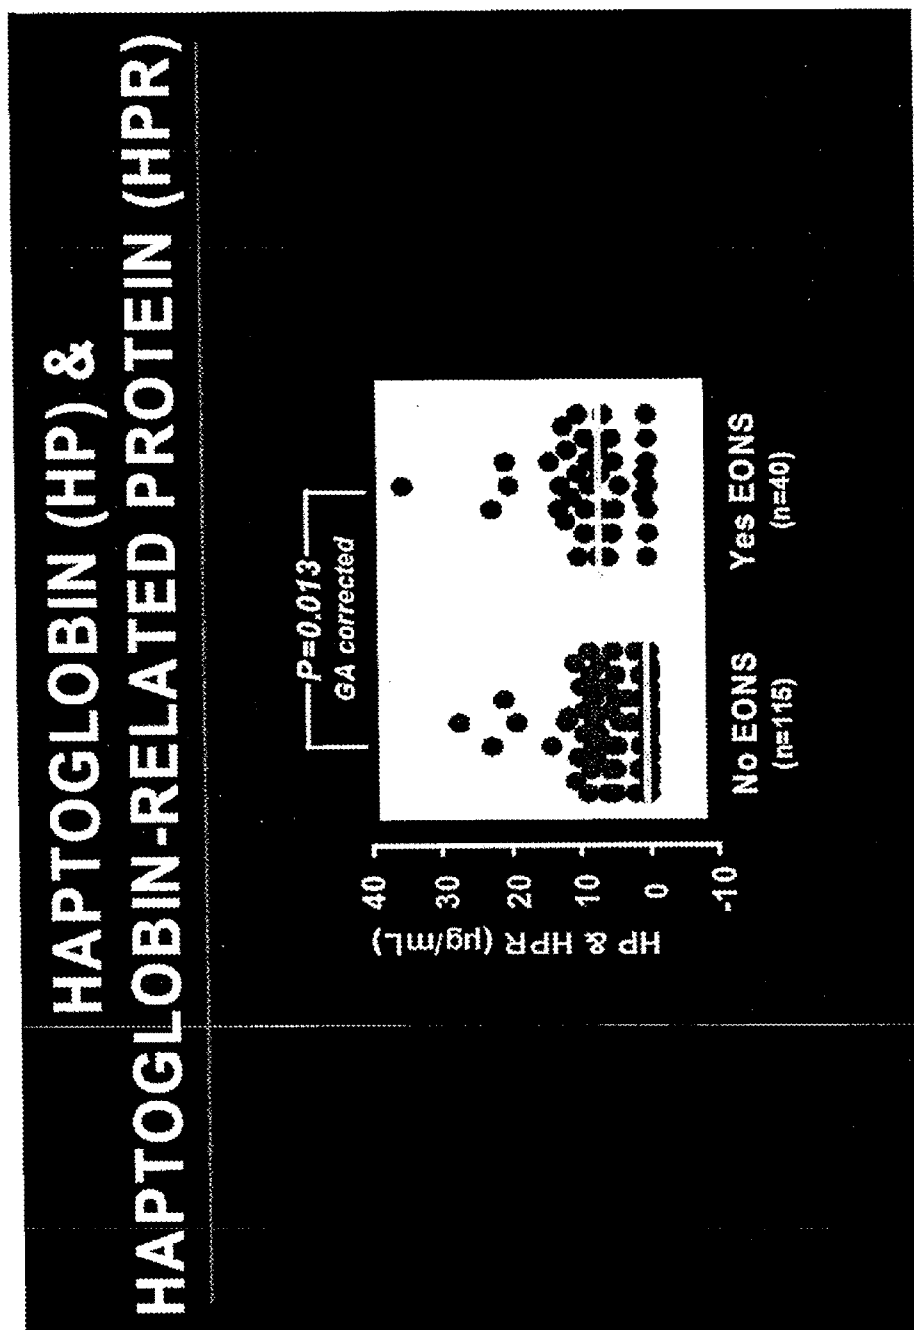 HAPTOGLOBIN (HP) &
HAPTOGLOBIN-RELATED PROTEIN (HPR)
P=0.013
GA corrected
HP & HPR (µg/mL)
40
30
20
10
0
-10
No EONS
(n=115)
Yes EONS
(n=40)